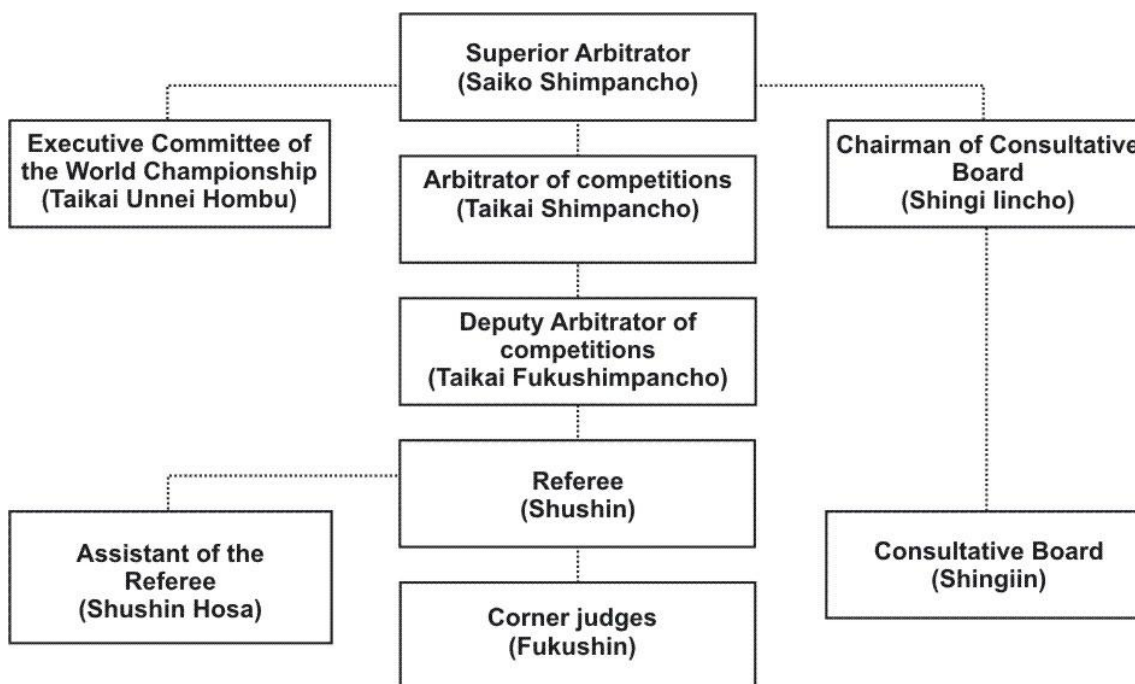 Superior Arbitrator
(Saiko Shimpancho)
Executive Committee of
the World Championship
(Taikai Unnei Hombu)
Arbitrator of competitions
(Taikai Shimpancho)
Chairman of Consultative
Board
(Shingi Iincho)
Deputy Arbitrator of
competitions
(Taikai Fukushimpancho)
Referee
(Shushin)
Assistant of the
Referee
(Shushin Hosa)
Consultative Board
(Shingiin)
Corner judges
(Fukushin)